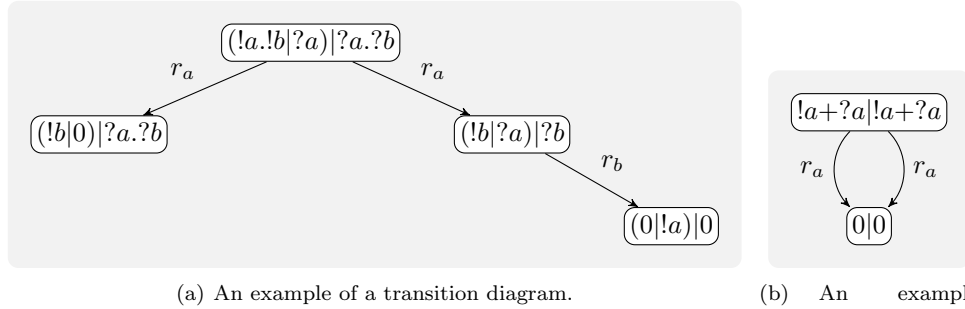 (!a.!b|?a)|?a.?b
r_a r_a
(!b|0)|?a.?b (!b|?a)|?b
r_b
(0|!a)|0
(a) An example of a transition diagram.
!a+?a|!a+?a
r_a r_a
0|0
(b) An